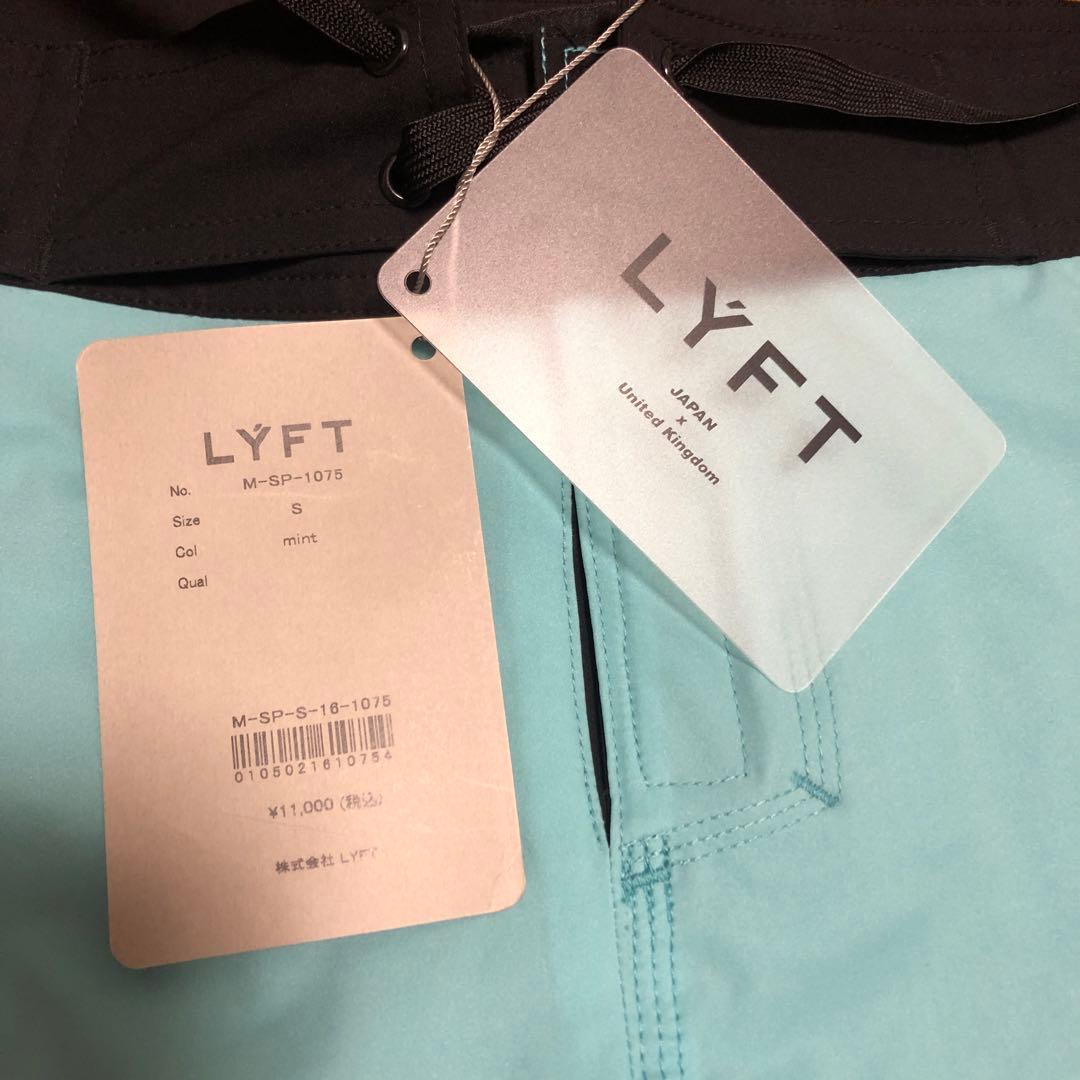 LÝFT
No. M-SP-1075
Size S
Col mint
Qual
M-SP-S-16-1075
0105021610754
¥11,000 (税込)
株式会社 LYFT
LÝFT
JAPAN
x
United Kingdom